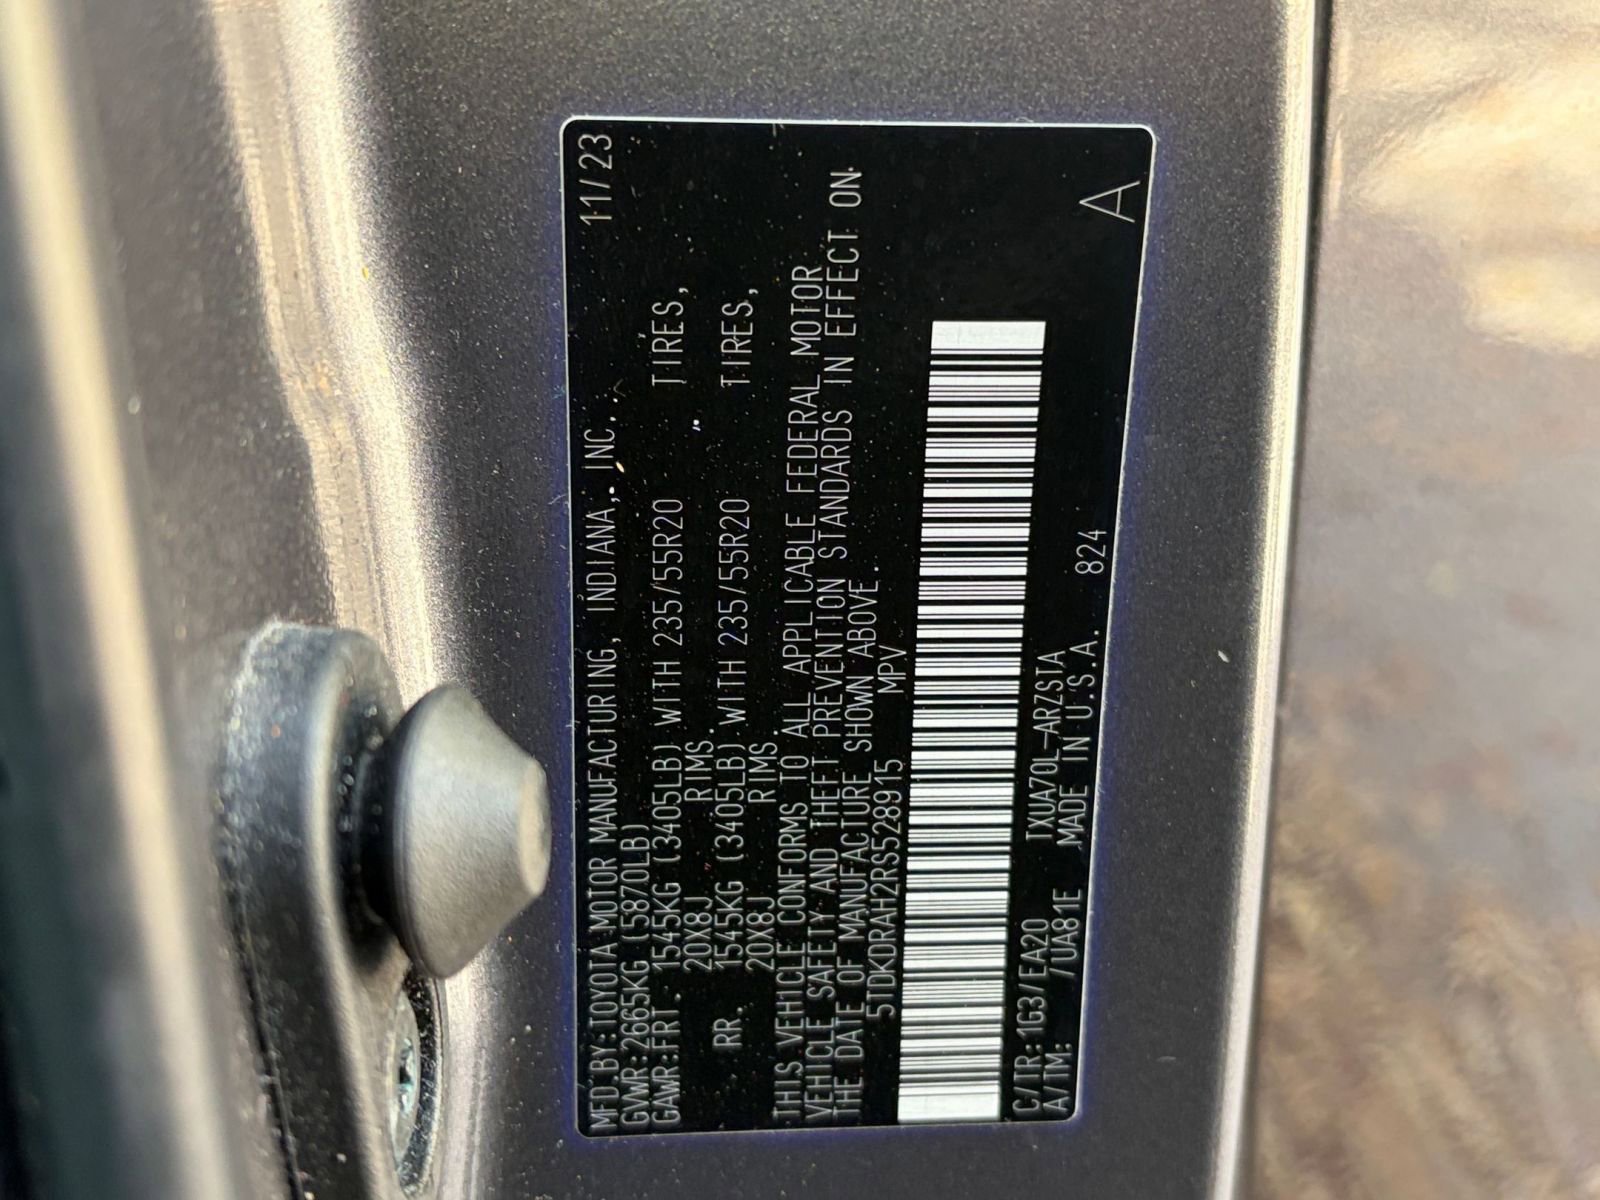 MFD.BY:TOYOTA MOTOR MANUFACTURING, INDIANA, INC. 11/23
GVWR:2665KG (5870LB)
GAWR:FRT. 1545KG (3405LB) WITH 235/55R20 TIRES,
20X8J RIMS.
RR. 1545KG (3405LB) WITH 235/55R20 TIRES,
20X8J RIMS.
THIS VEHICLE CONFORMS TO ALL APPLICABLE FEDERAL MOTOR
VEHICLE SAFETY AND THEFT PREVENTION STANDARDS IN EFFECT ON
THE DATE OF MANUFACTURE SHOWN ABOVE.
5TDKDRAH2RS528915 MPV
C/TR:1G3/EA20 TXUA70L-ARZSTA
A/TM: /UA81E MADE IN U.S.A. 824 A